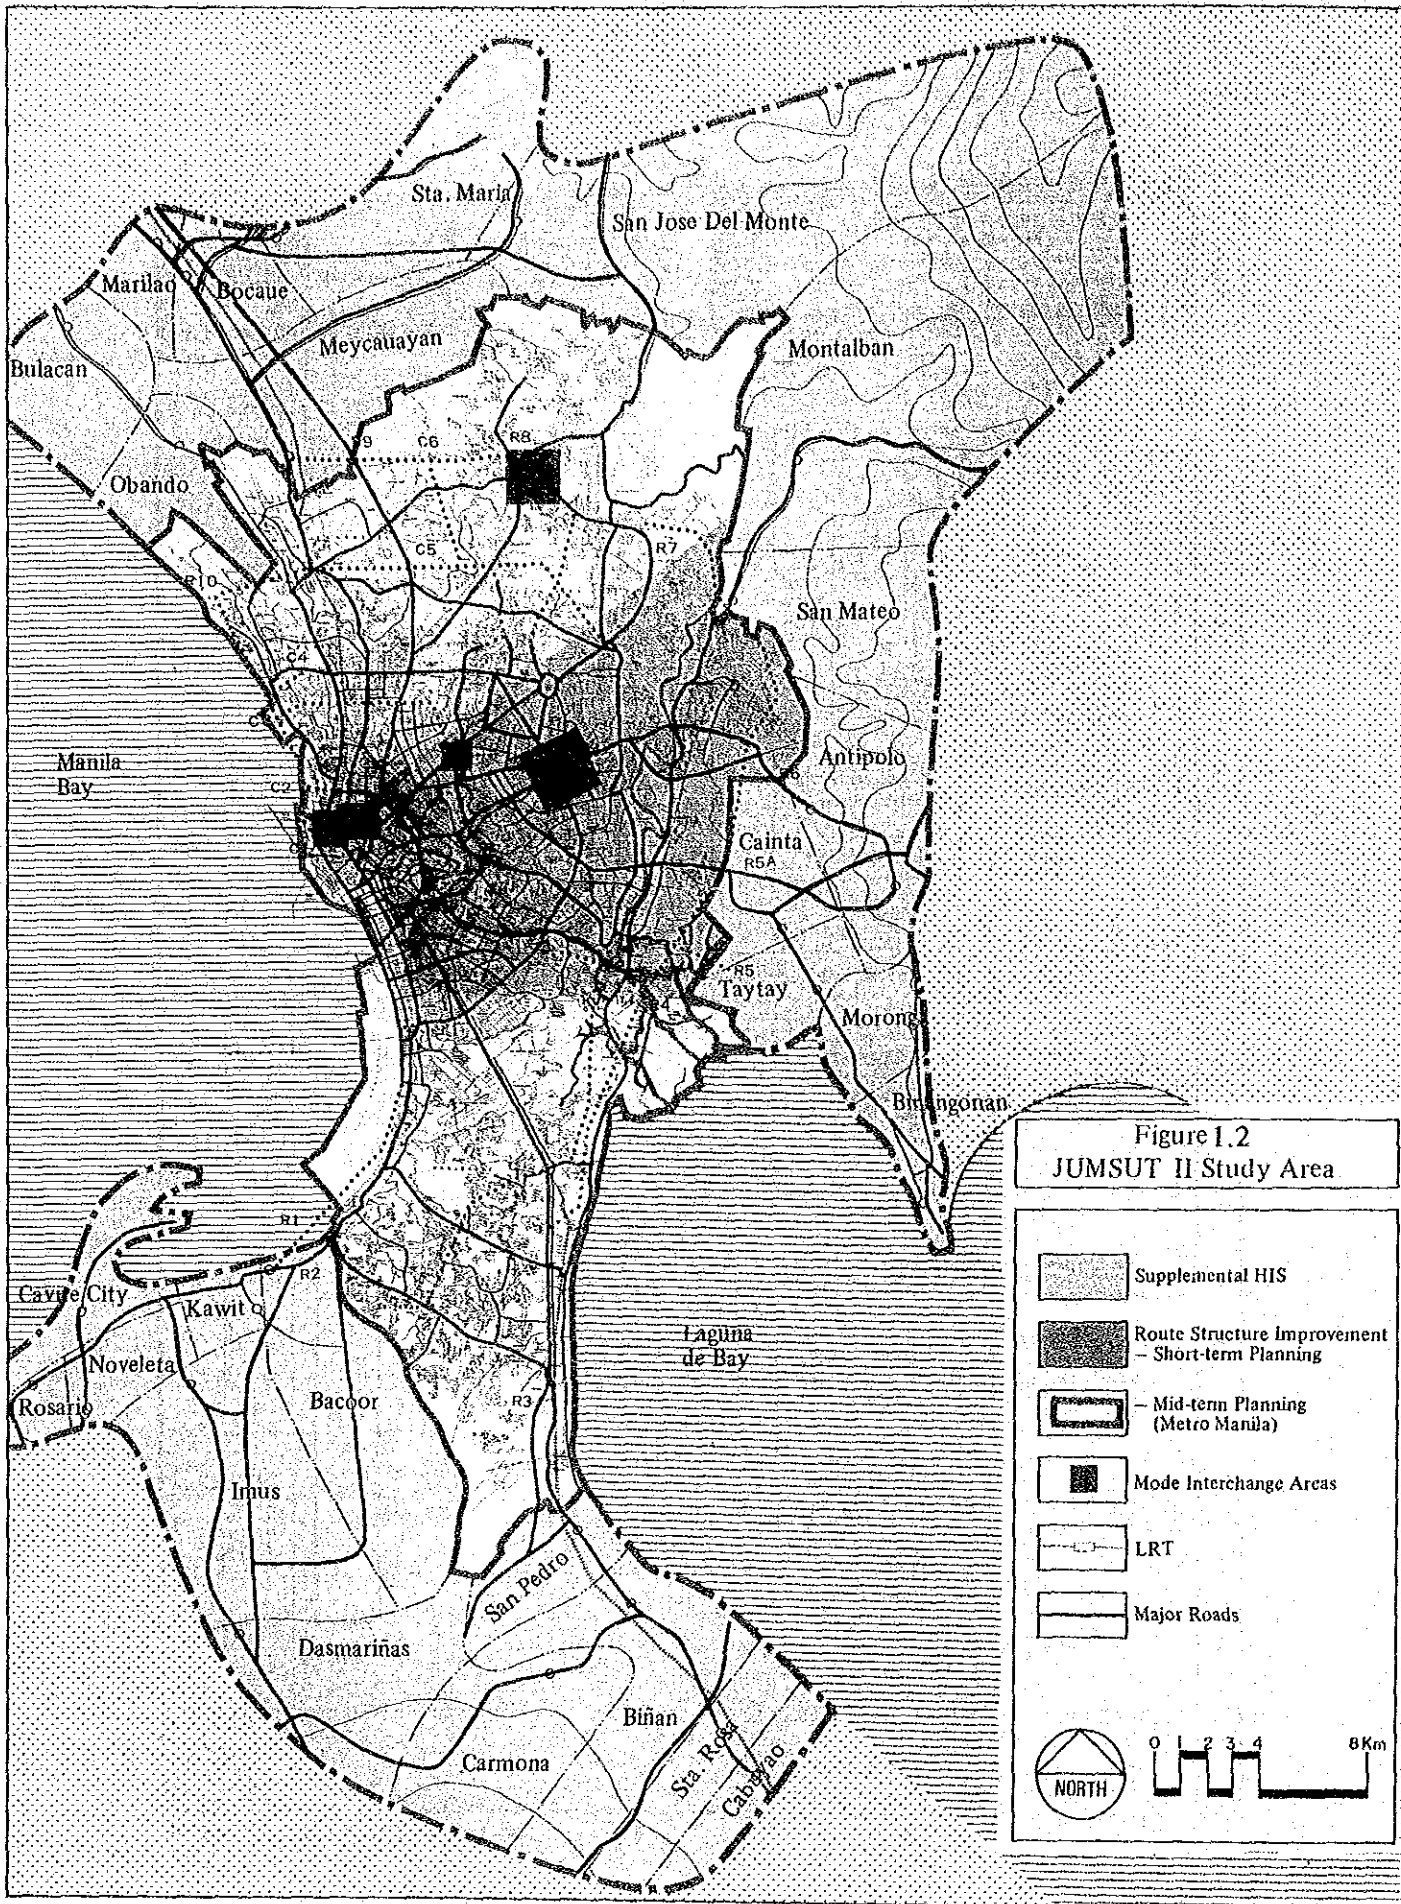 Sta. Maria
San Jose Del Monte
Marilao
Bocaue
Meycauayan
Montalban
Bulacan
R9
C6
R8
Obando
C5
R7
R10
San Mateo
C4
Manila
Bay
Antipolo
C2
Cainta
R5A
R5
Taytay
R4
Morong
Binangonan
R1
R2
Cavite City
Kawit
Noveleta
Rosario
Bacoor
Laguna
de Bay
R3
Imus
San Pedro
Dasmariñas
Biñan
Carmona
Sta. Rosa
Cabuyao
Figure 1.2
JUMSUT II Study Area
Supplemental HIS
Route Structure Improvement
– Short-term Planning
– Mid-term Planning
(Metro Manila)
Mode Interchange Areas
LRT
Major Roads
NORTH
0 1 2 3 4 8 Km